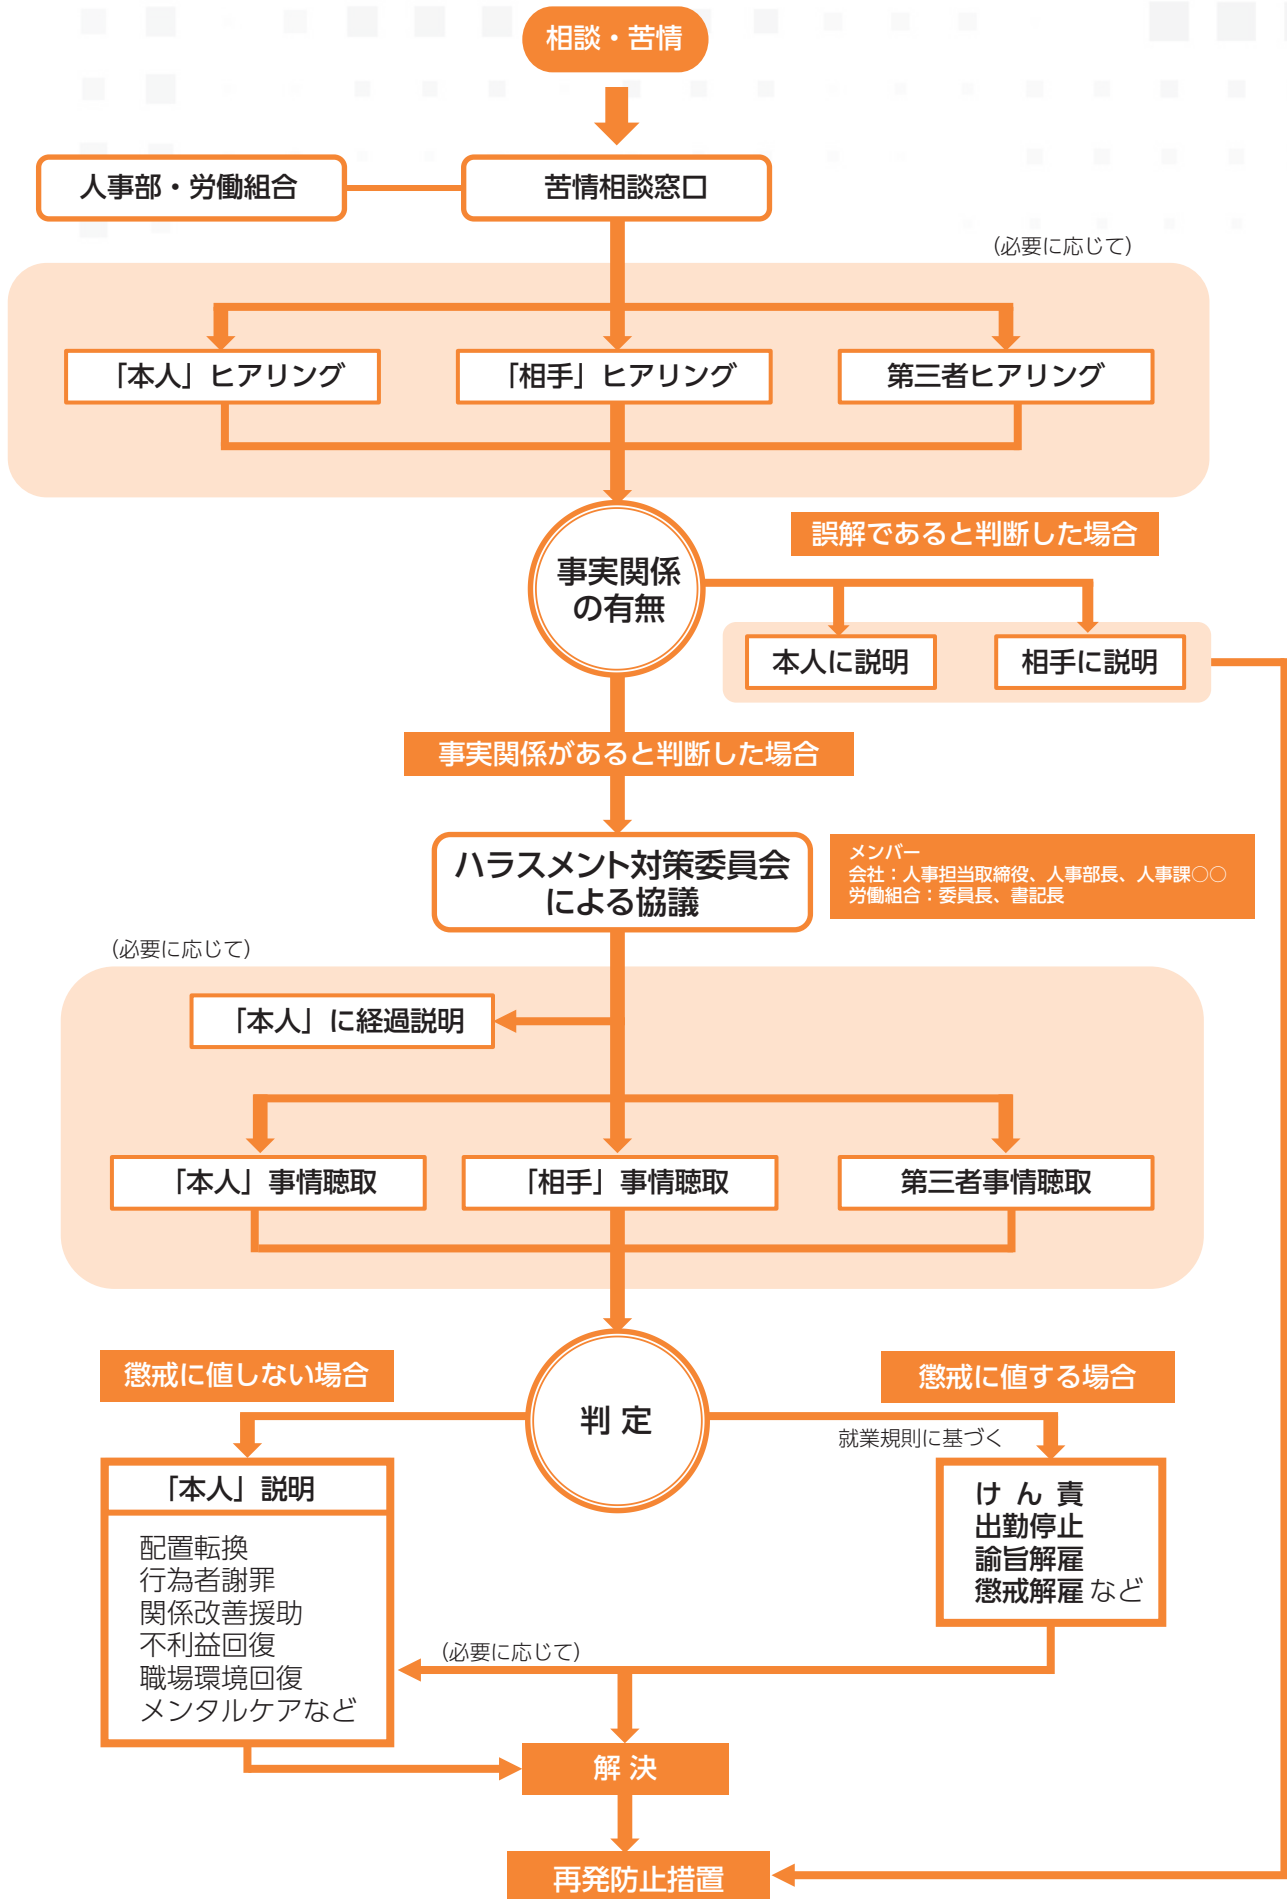 相談・苦情
人事部・労働組合
苦情相談窓口
（必要に応じて）
「本人」ヒアリング
「相手」ヒアリング
第三者ヒアリング
事実関係
の有無
誤解であると判断した場合
本人に説明
相手に説明
事実関係があると判断した場合
ハラスメント対策委員会
による協議
メンバー
会社：人事担当取締役、人事部長、人事課○○
労働組合：委員長、書記長
（必要に応じて）
「本人」に経過説明
「本人」事情聴取
「相手」事情聴取
第三者事情聴取
判 定
懲戒に値しない場合
懲戒に値する場合
就業規則に基づく
「本人」説明
配置転換
行為者謝罪
関係改善援助
不利益回復
職場環境回復
メンタルケアなど
け ん 責
出勤停止
諭旨解雇
懲戒解雇 など
（必要に応じて）
解 決
再発防止措置